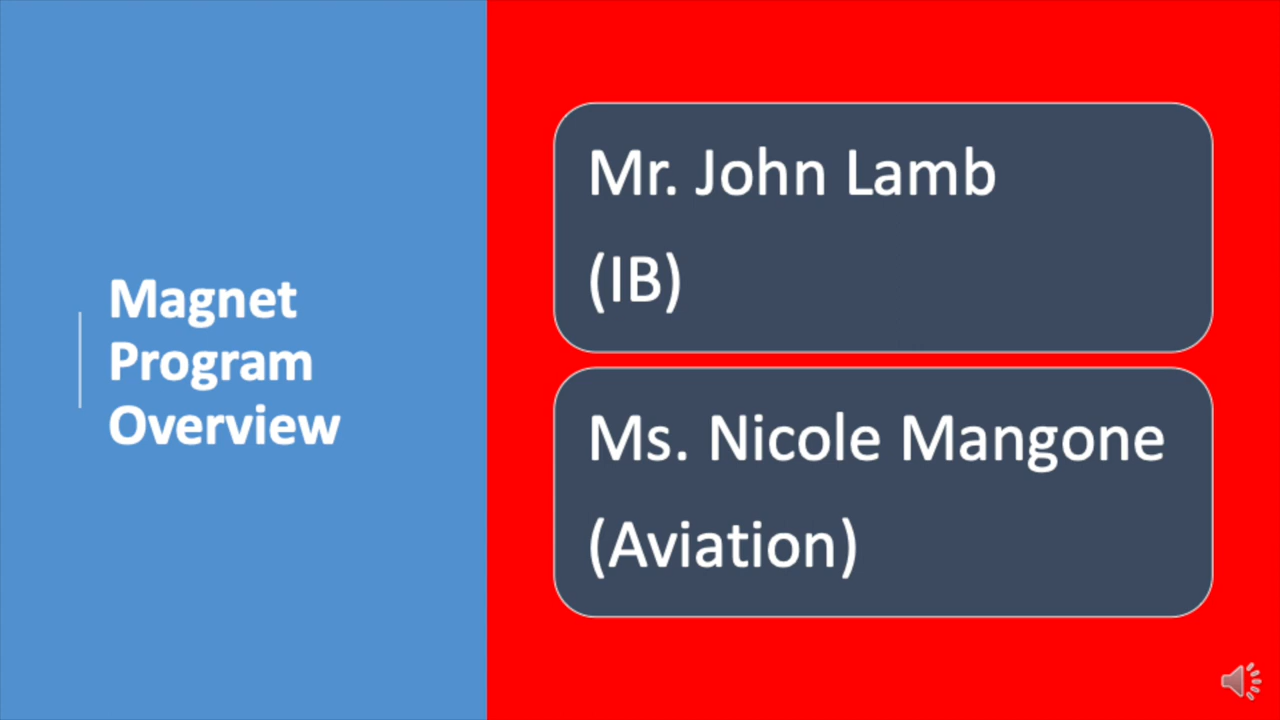 Magnet
Program
Overview
Mr. John Lamb
(IB)
Ms. Nicole Mangone
(Aviation)